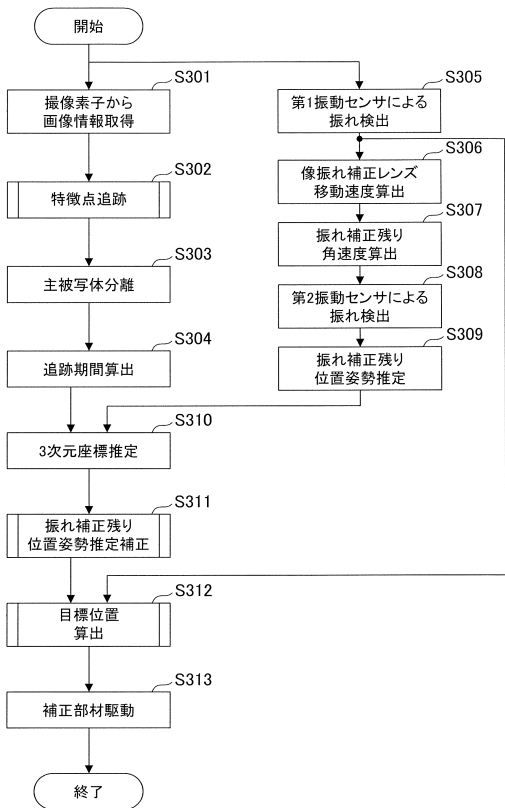 開始
S301
撮像素子から
画像情報取得
S302
特徴点追跡
S303
主被写体分離
S304
追跡期間算出
S305
第1振動センサによる
振れ検出
S306
像振れ補正レンズ
移動速度算出
S307
振れ補正残り
角速度算出
S308
第2振動センサによる
振れ検出
S309
振れ補正残り
位置姿勢推定
S310
3次元座標推定
S311
振れ補正残り
位置姿勢推定補正
S312
目標位置
算出
S313
補正部材駆動
終了